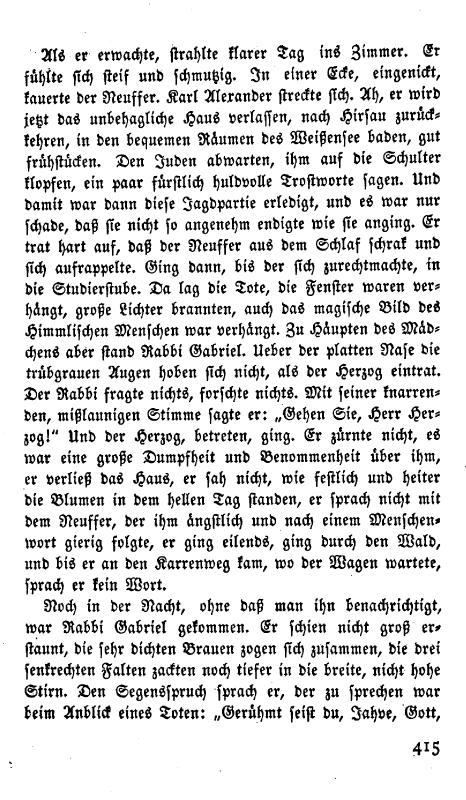 Als er erwachte, strahlte klarer Tag ins Zimmer. Er
fühlte sich steif und schmutzig. In einer Ecke, eingenickt,
kauerte der Neuffer. Karl Alexander streckte sich. Ah, er wird
jetzt das unbehagliche Haus verlassen, nach Hirsau zurück-
kehren, in den bequemen Räumen des Weißensee baden, gut
frühstücken. Den Juden abwarten, ihm auf die Schulter
klopfen, ein paar fürstlich huldvolle Trostworte sagen. Und
damit war dann diese Jagdpartie erledigt, und es war nur
schade, daß sie nicht so angenehm endigte wie sie anging. Er
trat hart auf, daß der Neuffer aus dem Schlaf schrak und
sich aufrappelte. Ging dann, bis der sich zurechtmachte, in
die Studierstube. Da lag die Tote, die Fenster waren ver-
hängt, große Lichter brannten, auch das magische Bild des
Himmlischen Menschen war verhängt. Zu Häupten des Mäd-
chens aber stand Rabbi Gabriel. Ueber der platten Nase die
trübgrauen Augen hoben sich nicht, als der Herzog eintrat.
Der Rabbi fragte nichts, forschte nichts. Mit seiner knarren-
den, mißlaunigen Stimme sagte er: „Gehen Sie, Herr Her-
zog!“ Und der Herzog, betreten, ging. Er zürnte nicht, es
war eine große Dumpfheit und Benommenheit über ihm,
er verließ das Haus, er sah nicht, wie festlich und heiter
die Blumen in dem hellen Tag standen, er sprach nicht mit
dem Neuffer, der ihm ängstlich und nach einem Menschen-
wort gierig folgte, er ging eilends, ging durch den Wald,
und bis er an den Karrenweg kam, wo der Wagen wartete,
sprach er kein Wort.
Noch in der Nacht, ohne daß man ihn benachrichtigt,
war Rabbi Gabriel gekommen. Er schien nicht groß er-
staunt, die sehr dichten Brauen zogen sich zusammen, die drei
senkrechten Falten zackten noch tiefer in die breite, nicht hohe
Stirn. Den Segensspruch sprach er, der zu sprechen war
beim Anblick eines Toten: „Gerühmt seist du, Jahve, Gott,
415